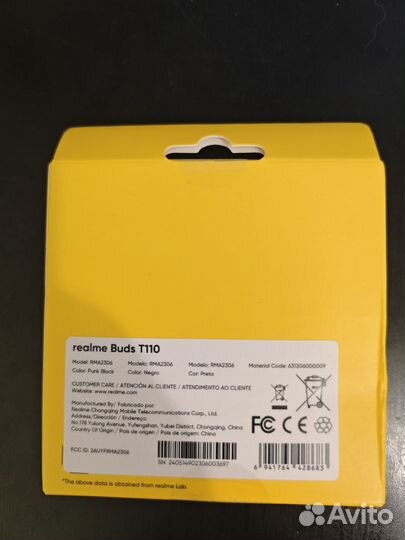 realme Buds T110
Model: RMA2306 Modelo: RMA2306 Modelo: RMA2306 Material Code: 631206000009
Color: Punk Black Color: Negro Cor: Preto
CUSTOMER CARE / ATENCIÓN AL CLIENTE / ATENDIMENTO AO CLIENTE
Website: www.realme.com
Manufactured By / Fabricado por:
Realme Chongqing Mobile Telecommunications Corp., Ltd.
Address/Dirección / Endereço:
No.178 Yulong Avenue, Yufengshan, Yubei District, Chongqing, China
Country Of Origin / País de origen / País de origem: China
FCC ID: 2AUYFRMA2306
SN: 240514902306003697
FC CE
6 941764 428683
*The above data is obtained from realme Lab.
Avito